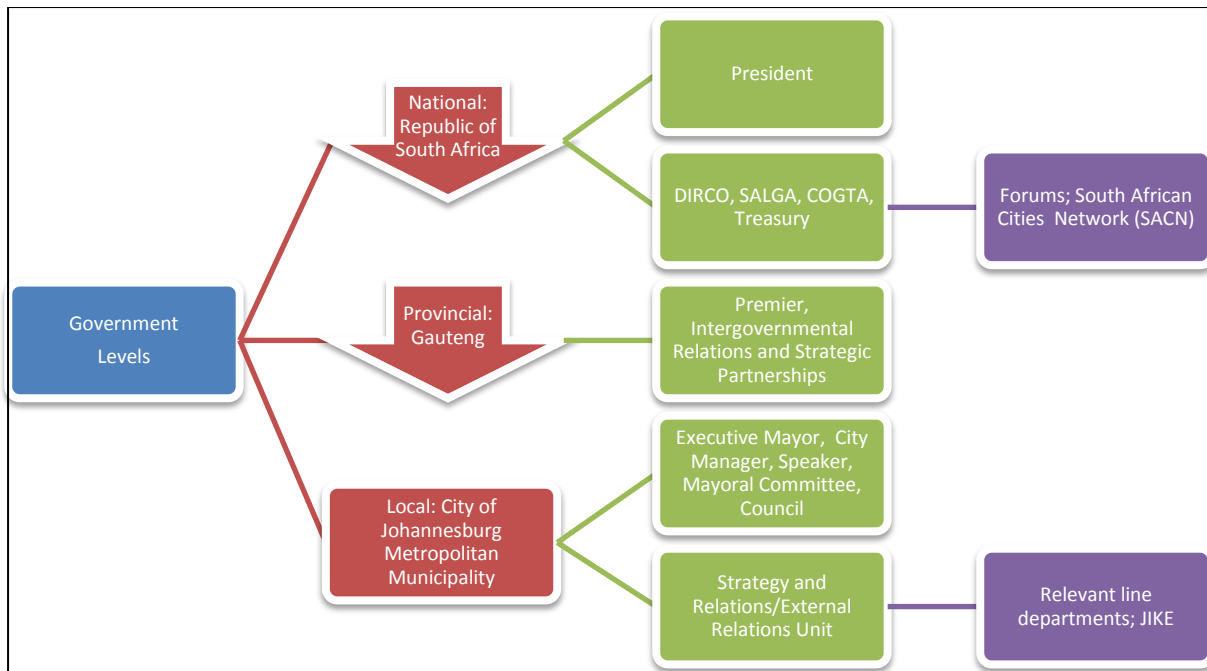 Government
Levels
National:
Republic of
South Africa
President
DIRCO, SALGA, COGTA,
Treasury
Forums; South African
Cities Network (SACN)
Provincial:
Gauteng
Premier,
Intergovernmental
Relations and Strategic
Partnerships
Local: City of
Johannesburg
Metropolitan
Municipality
Executive Mayor, City
Manager, Speaker,
Mayoral Committee,
Council
Strategy and
Relations/External
Relations Unit
Relevant line
departments; JIKE